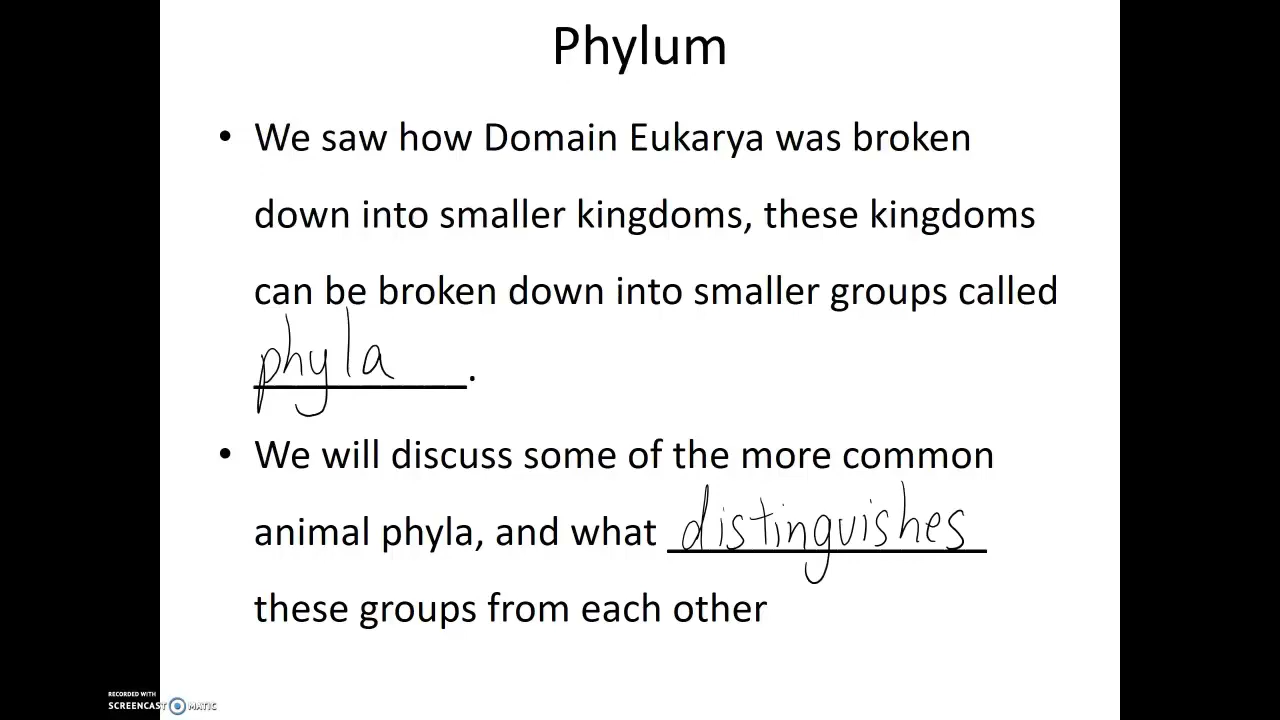 Phylum
• We saw how Domain Eukarya was broken
down into smaller kingdoms, these kingdoms
can be broken down into smaller groups called
phyla.
• We will discuss some of the more common
animal phyla, and what distinguishes
these groups from each other
RECORDED WITH
SCREENCAST MATIC